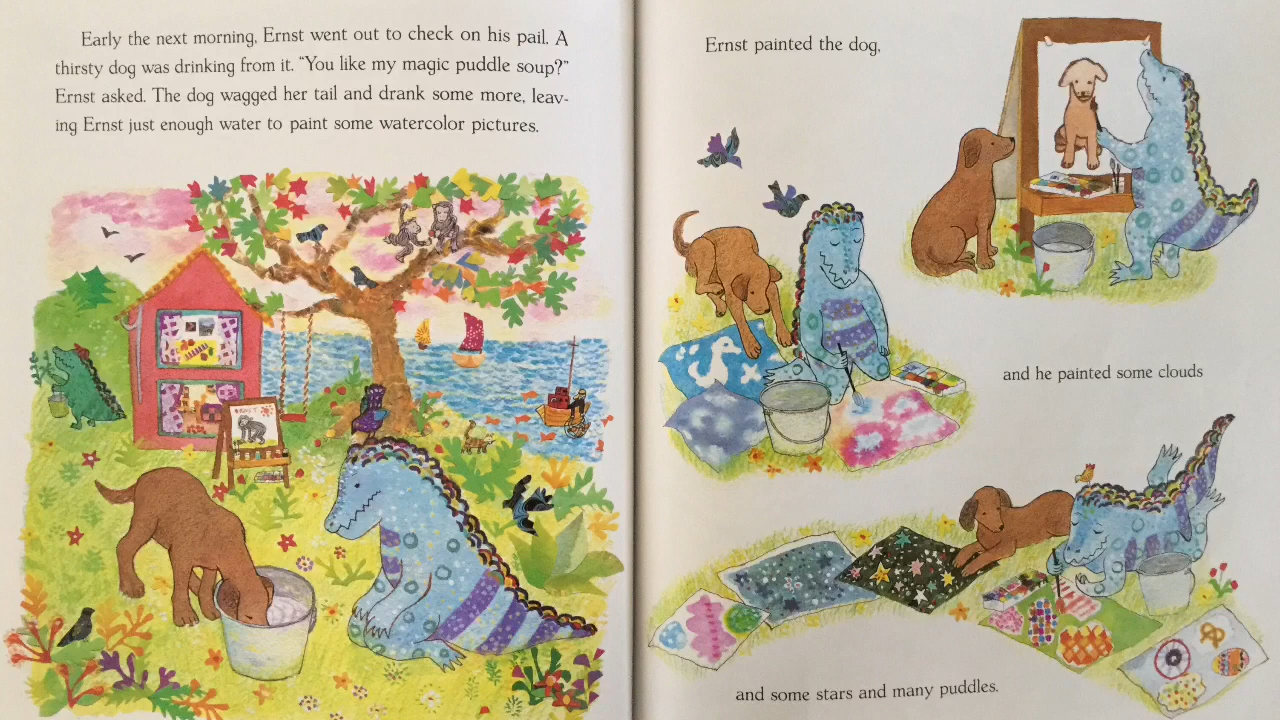 Early the next morning, Ernst went out to check on his pail. A
thirsty dog was drinking from it. "You like my magic puddle soup?"
Ernst asked. The dog wagged her tail and drank some more, leav-
ing Ernst just enough water to paint some watercolor pictures.
Ernst painted the dog,
and he painted some clouds
and some stars and many puddles.